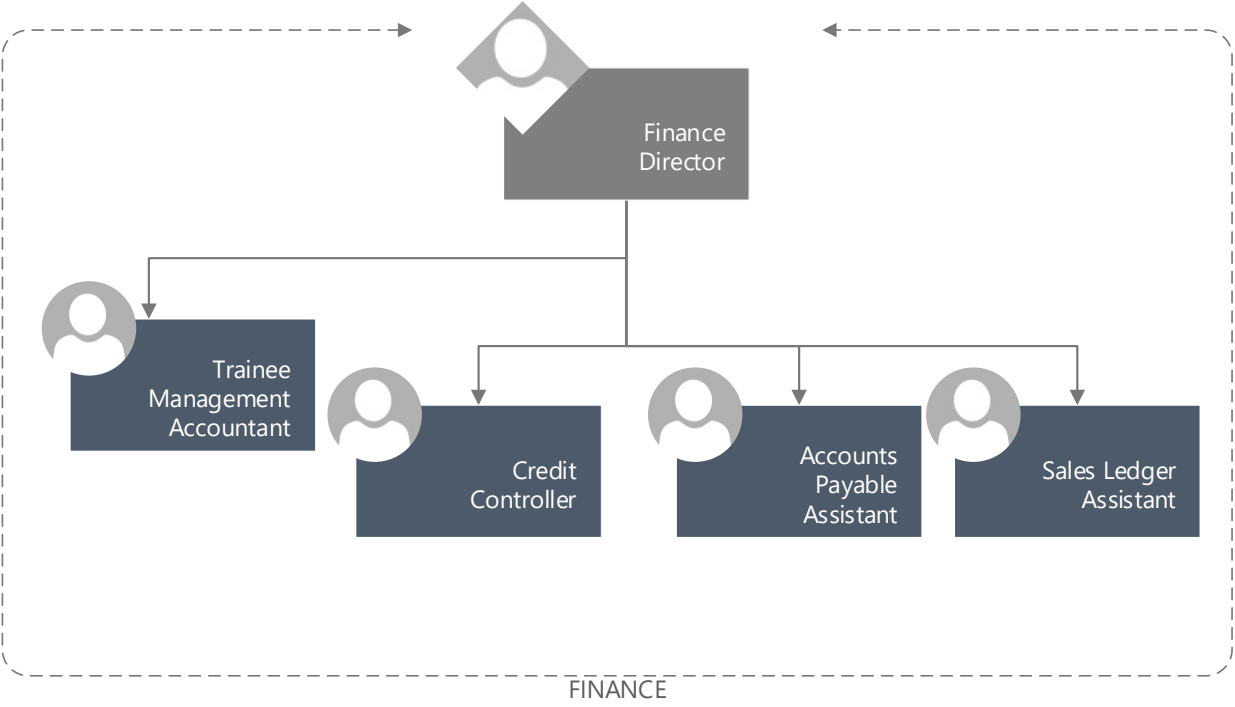 Finance
Director
Trainee
Management
Accountant
Credit
Controller
Accounts
Payable
Assistant
Sales Ledger
Assistant
FINANCE